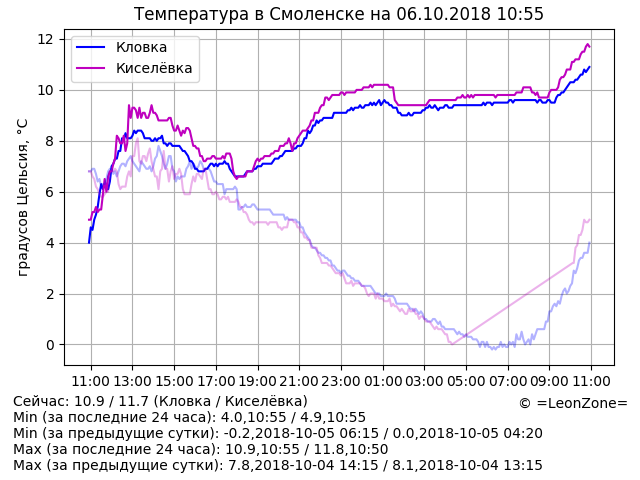 Температура в Смоленске на 06.10.2018 10:55
градусов Цельсия, °C
12
10
8
6
4
2
0
Кловка
Киселёвка
11:00 13:00 15:00 17:00 19:00 21:00 23:00 01:00 03:00 05:00 07:00 09:00 11:00
Сейчас: 10.9 / 11.7 (Кловка / Киселёвка)
© =LeonZone=
Min (за последние 24 часа): 4.0,10:55 / 4.9,10:55
Min (за предыдущие сутки): -0.2,2018-10-05 06:15 / 0.0,2018-10-05 04:20
Max (за последние 24 часа): 10.9,10:55 / 11.8,10:50
Max (за предыдущие сутки): 7.8,2018-10-04 14:15 / 8.1,2018-10-04 13:15